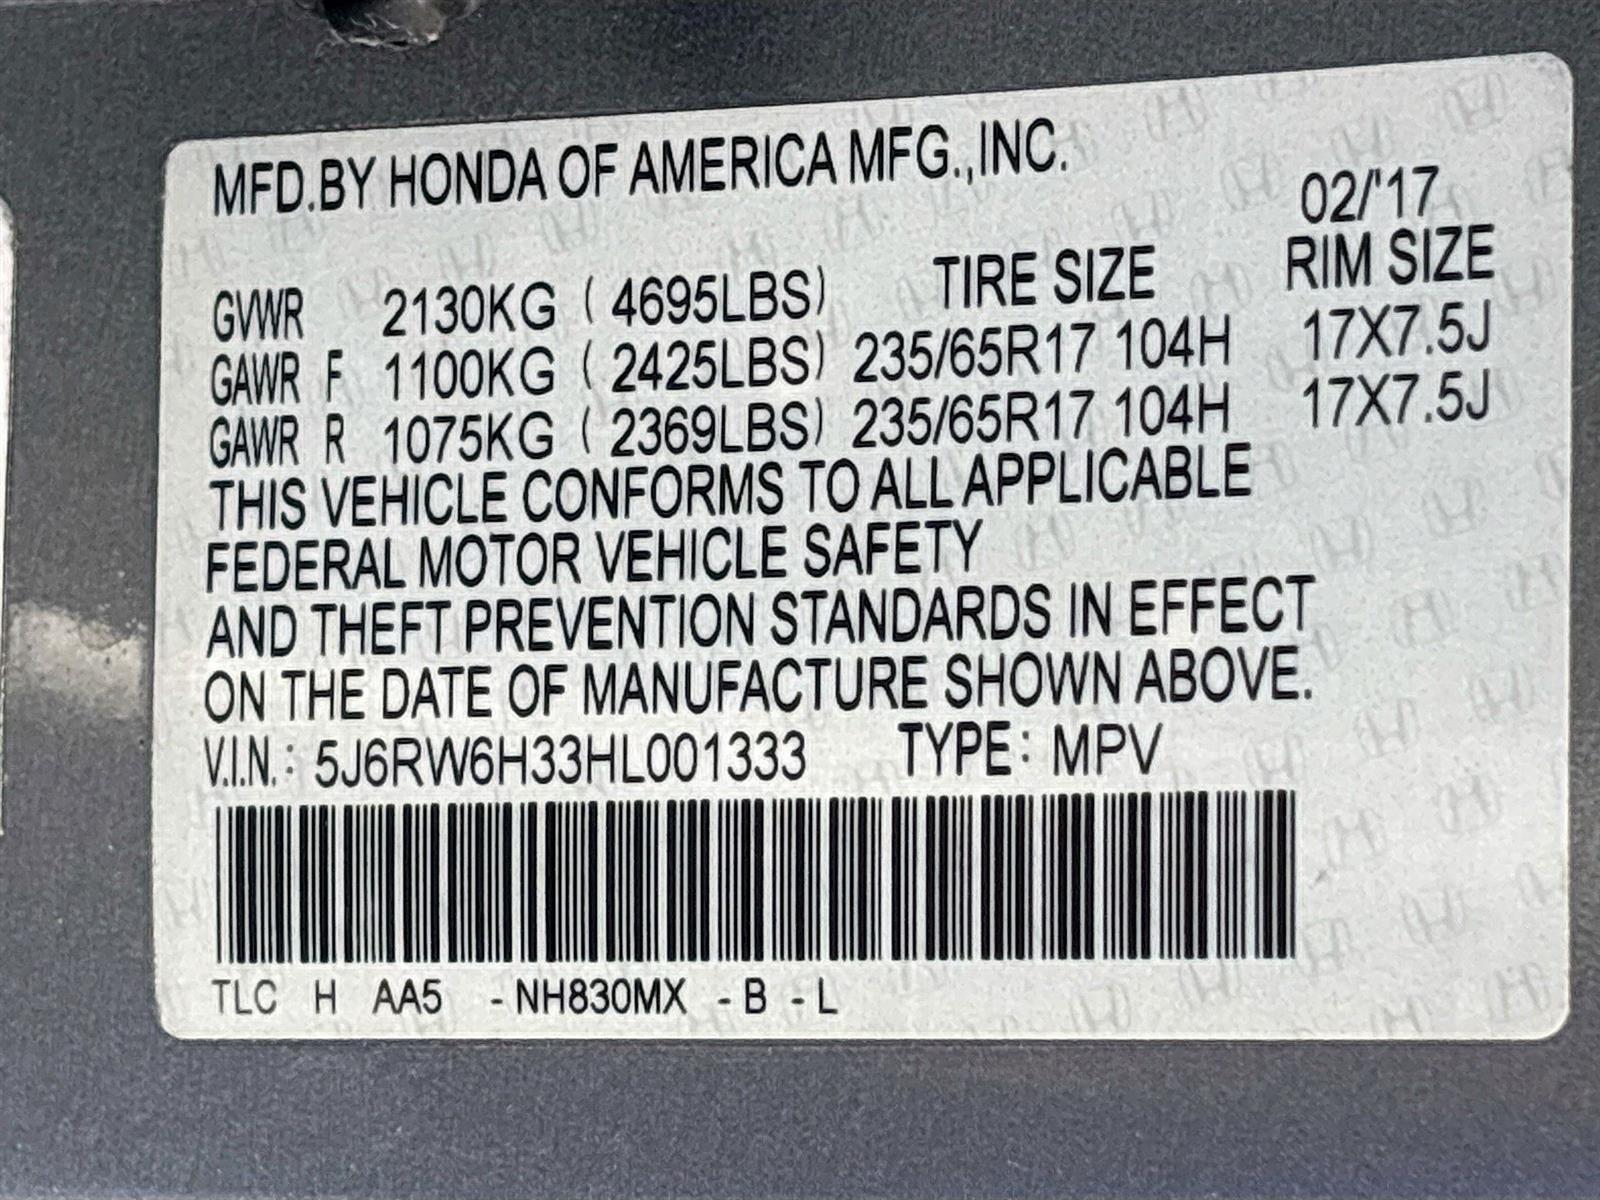 MFD.BY HONDA OF AMERICA MFG.,INC.
02/'17
TIRE SIZE RIM SIZE
GVWR 2130KG ( 4695LBS)
GAWR F 1100KG ( 2425LBS) 235/65R17 104H 17X7.5J
GAWR R 1075KG ( 2369LBS) 235/65R17 104H 17X7.5J
THIS VEHICLE CONFORMS TO ALL APPLICABLE
FEDERAL MOTOR VEHICLE SAFETY
AND THEFT PREVENTION STANDARDS IN EFFECT
ON THE DATE OF MANUFACTURE SHOWN ABOVE.
V.I.N.: 5J6RW6H33HL001333 TYPE: MPV
TLC H AA5 - NH830MX - B - L